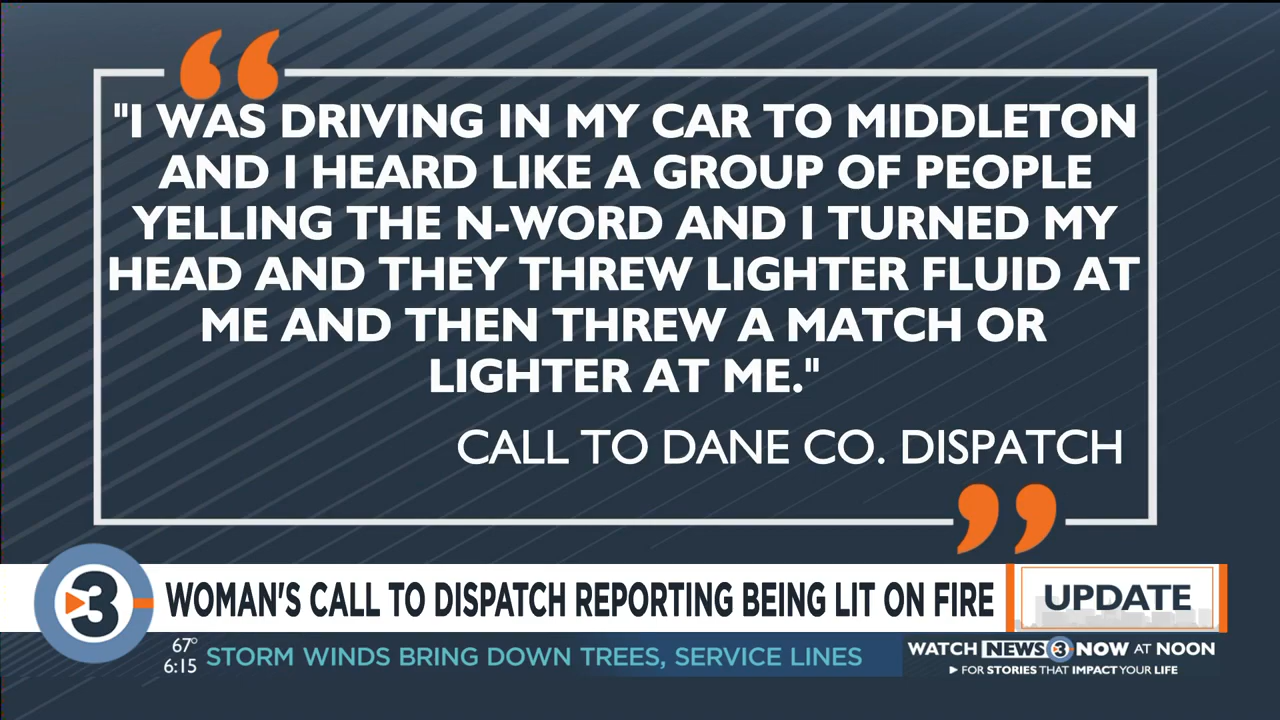 "I WAS DRIVING IN MY CAR TO MIDDLETON
AND I HEARD LIKE A GROUP OF PEOPLE
YELLING THE N-WORD AND I TURNED MY
HEAD AND THEY THREW LIGHTER FLUID AT
ME AND THEN THREW A MATCH OR
LIGHTER AT ME."
CALL TO DANE CO. DISPATCH
3
WOMAN'S CALL TO DISPATCH REPORTING BEING LIT ON FIRE
UPDATE
67°
6:15
STORM WINDS BRING DOWN TREES, SERVICE LINES
WATCH NEWS 3 NOW AT NOON
▶ FOR STORIES THAT IMPACT YOUR LIFE